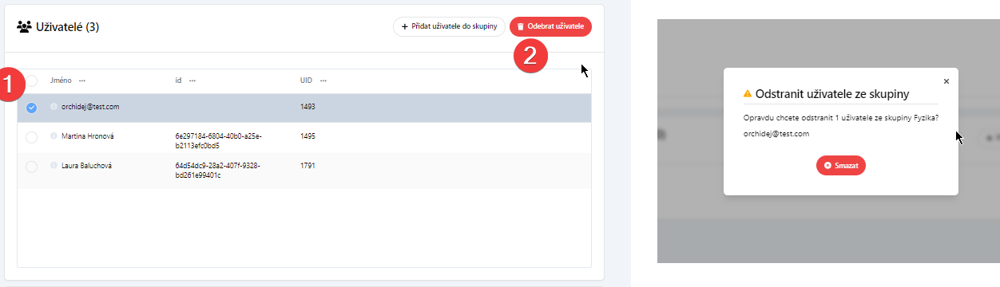 Uživatelé (3)
+ Přidat uživatele do skupiny
Odebrat uživatele
2
1
Jméno ... id ... UID ...
orchidej@test.com 1493
Martina Hronová 6e297184-6804-40b0-a25e-b2113efc0bd5 1495
Laura Baluchová 64d54dc9-28a2-407f-9328-bd261e99401c 1791
×
Odstranit uživatele ze skupiny
Opravdu chcete odstranit 1 uživatele ze skupiny Fyzika?
orchidej@test.com
Smazat